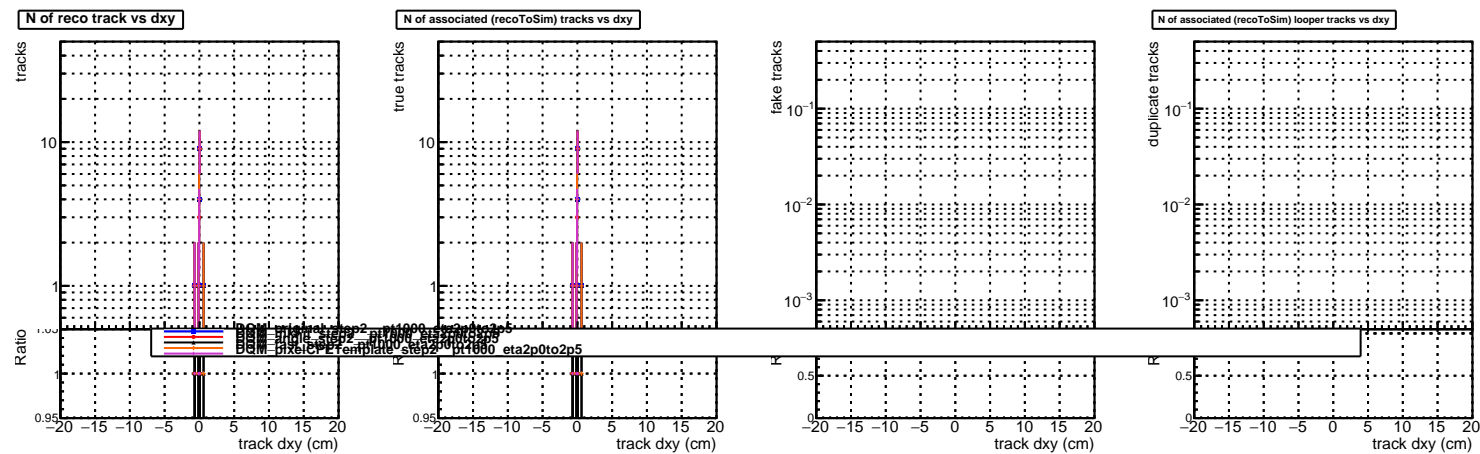 N of reco track vs dxy
N of associated (recoToSim) tracks vs dxy
N of associated (recoToSim) looper tracks vs dxy
tracks
10
1
Ratio
1.05
1
0.95
−20 −15 −10 −5 0 5 10 15 20
track dxy (cm)
true tracks
10
1
0.95
−20 −15 −10 −5 0 5 10 15 20
track dxy (cm)
fake tracks
10−1
10−2
10−3
0.5
0
−20 −15 −10 −5 0 5 10 15 20
track dxy (cm)
duplicate tracks
10−1
10−2
10−3
0.5
0
−20 −15 −10 −5 0 5 10 15 20
track dxy (cm)
DQM_original_step2___pt1000_eta2p0to2p5
DQM_angle_step2___pt1000_eta2p0to2p5
DQM_pixelCPETemplate_step2___pt1000_eta2p0to2p5